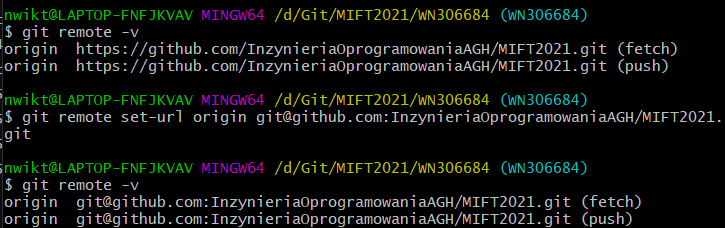 nwikt@LAPTOP-FNFJKVAV MINGW64 /d/Git/MIFT2021/WN306684 (WN306684)
$ git remote -v
origin  https://github.com/InzynieriaOprogramowaniaAGH/MIFT2021.git (fetch)
origin  https://github.com/InzynieriaOprogramowaniaAGH/MIFT2021.git (push)
nwikt@LAPTOP-FNFJKVAV MINGW64 /d/Git/MIFT2021/WN306684 (WN306684)
$ git remote set-url origin git@github.com:InzynieriaOprogramowaniaAGH/MIFT2021.
git
nwikt@LAPTOP-FNFJKVAV MINGW64 /d/Git/MIFT2021/WN306684 (WN306684)
$ git remote -v
origin  git@github.com:InzynieriaOprogramowaniaAGH/MIFT2021.git (fetch)
origin  git@github.com:InzynieriaOprogramowaniaAGH/MIFT2021.git (push)